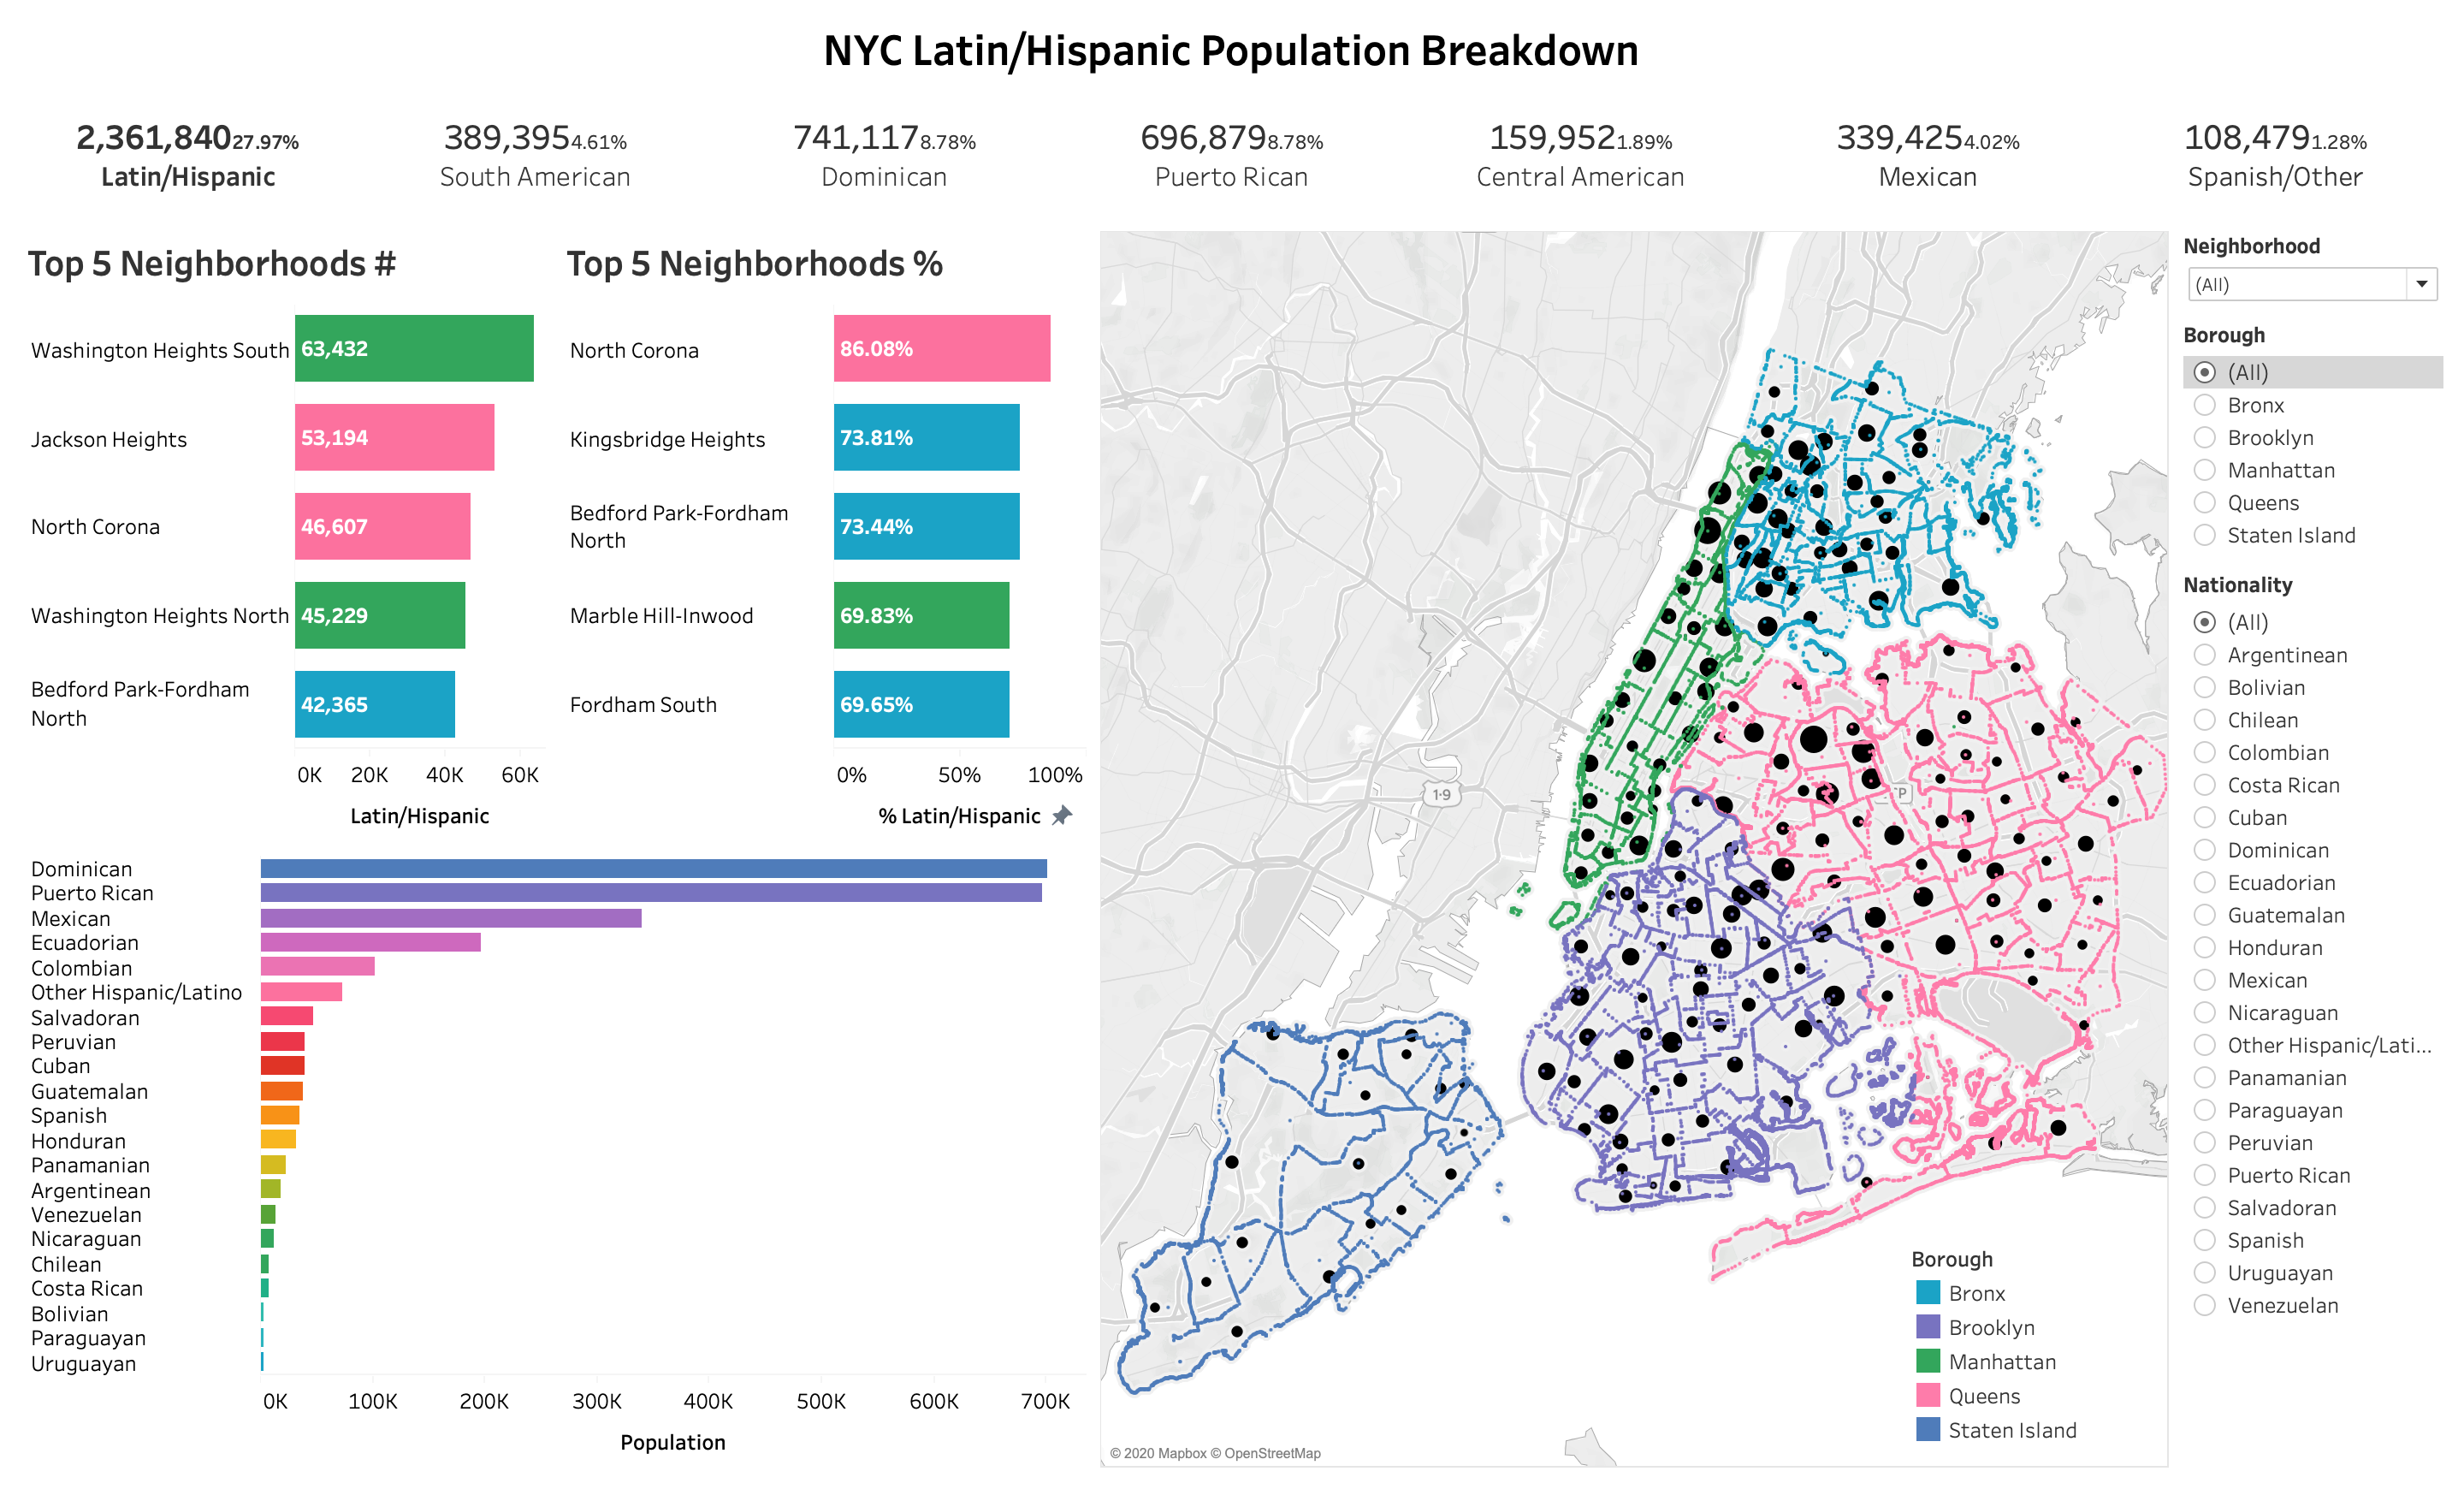 NYC Latin/Hispanic Population Breakdown
2,361,840 27.97%
Latin/Hispanic
389,395 4.61%
South American
741,117 8.78%
Dominican
696,879 8.78%
Puerto Rican
159,952 1.89%
Central American
339,425 4.02%
Mexican
108,479 1.28%
Spanish/Other
Top 5 Neighborhoods #
Washington Heights South 63,432
Jackson Heights 53,194
North Corona 46,607
Washington Heights North 45,229
Bedford Park-Fordham
North 42,365
0K 20K 40K 60K
Latin/Hispanic
Top 5 Neighborhoods %
North Corona 86.08%
Kingsbridge Heights 73.81%
Bedford Park-Fordham
North 73.44%
Marble Hill-Inwood 69.83%
Fordham South 69.65%
0% 50% 100%
% Latin/Hispanic
Dominican
Puerto Rican
Mexican
Ecuadorian
Colombian
Other Hispanic/Latino
Salvadoran
Peruvian
Cuban
Guatemalan
Spanish
Honduran
Panamanian
Argentinean
Venezuelan
Nicaraguan
Chilean
Costa Rican
Bolivian
Paraguayan
Uruguayan
0K 100K 200K 300K 400K 500K 600K 700K
Population
1-9
Borough
Bronx
Brooklyn
Manhattan
Queens
Staten Island
© 2020 Mapbox © OpenStreetMap
Neighborhood
(All)
Borough
(All)
Bronx
Brooklyn
Manhattan
Queens
Staten Island
Nationality
(All)
Argentinean
Bolivian
Chilean
Colombian
Costa Rican
Cuban
Dominican
Ecuadorian
Guatemalan
Honduran
Mexican
Nicaraguan
Other Hispanic/Lati...
Panamanian
Paraguayan
Peruvian
Puerto Rican
Salvadoran
Spanish
Uruguayan
Venezuelan